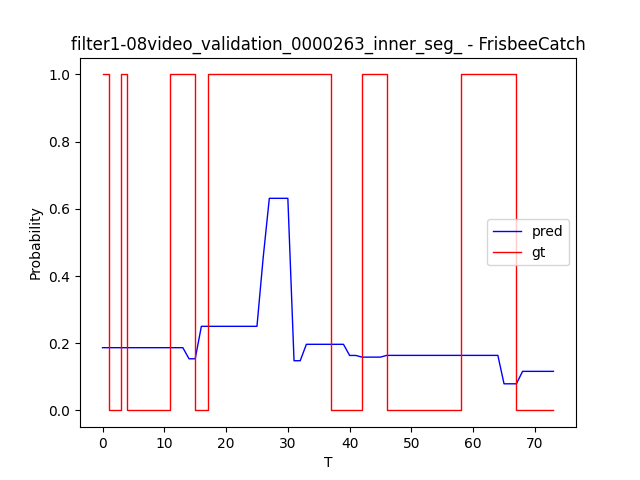 filter1-08video_validation_0000263_inner_seg_ - FrisbeeCatch
1.0
0.8
0.6
0.4
0.2
0.0
Probability
pred
gt
0 10 20 30 40 50 60 70
T